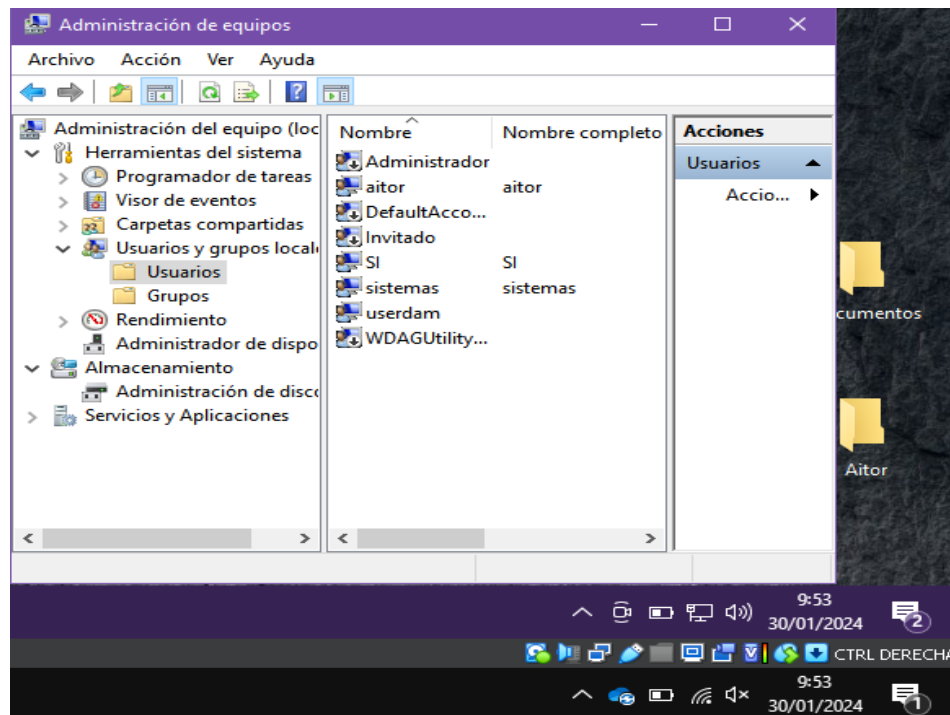 Administración de equipos
Archivo Acción Ver Ayuda
Administración del equipo (loc
Herramientas del sistema
Programador de tareas
Visor de eventos
Carpetas compartidas
Usuarios y grupos local
Usuarios
Grupos
Rendimiento
Administrador de dispo
Almacenamiento
Administración de disc
Servicios y Aplicaciones
Nombre Nombre completo
Administrador
aitor aitor
DefaultAcco...
Invitado
SI SI
sistemas sistemas
userdam
WDAGUtility...
Acciones
Usuarios
Accio...
cumentos
Aitor
9:53
30/01/2024
2
CTRL DERECHA
9:53
30/01/2024
1